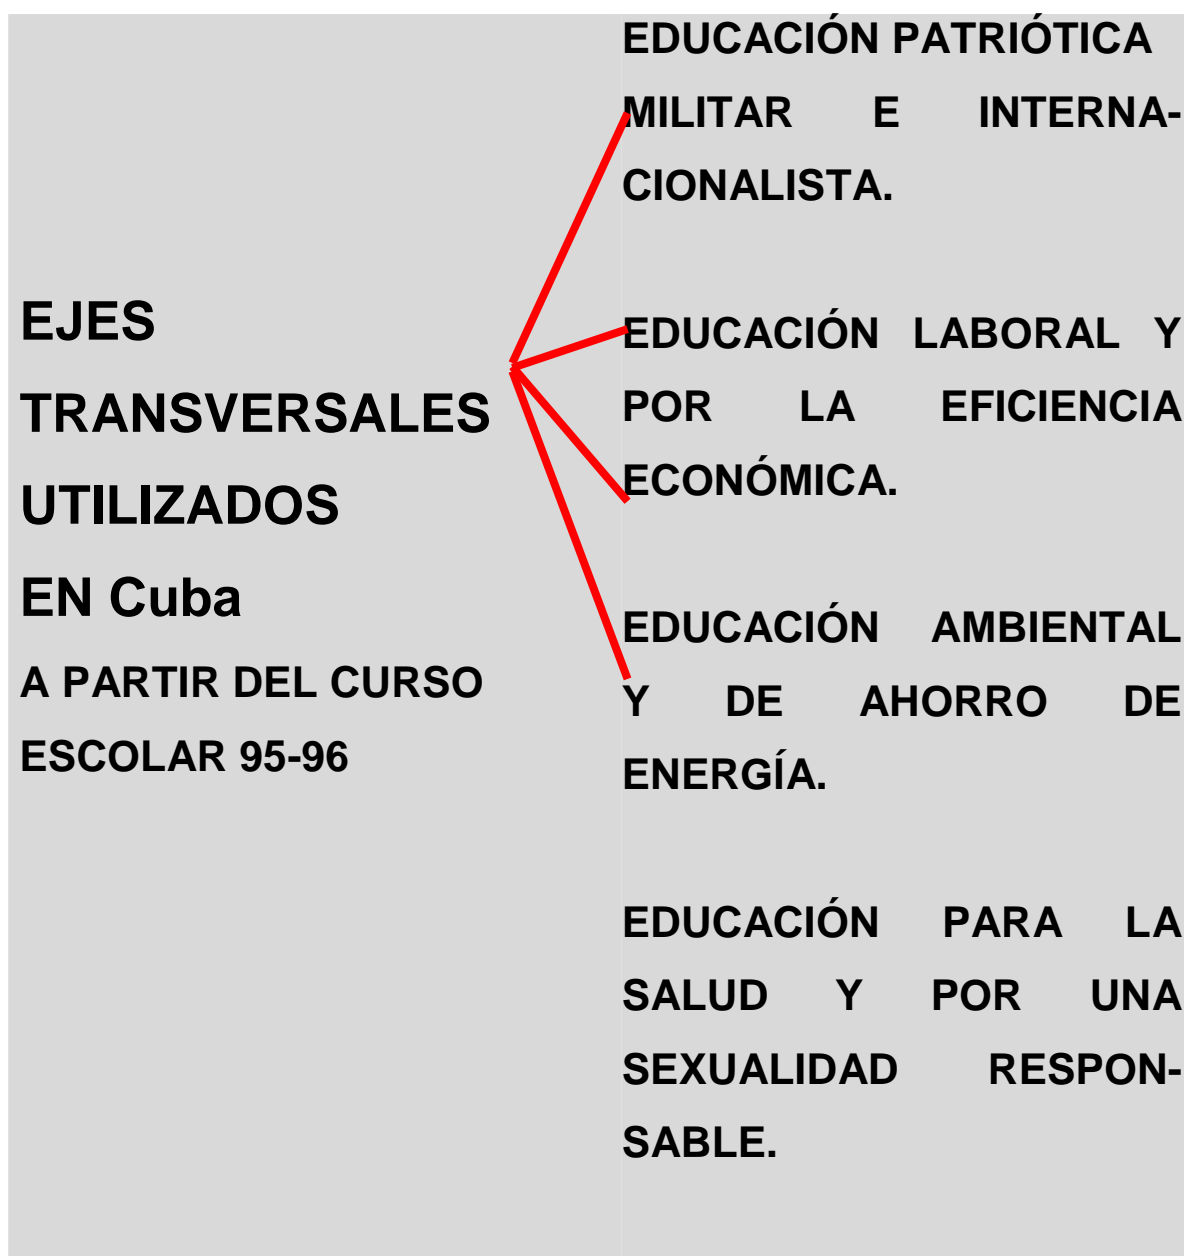 EJES
TRANSVERSALES
UTILIZADOS
EN Cuba
A PARTIR DEL CURSO
ESCOLAR 95-96
EDUCACIÓN PATRIÓTICA
MILITAR E INTERNA-
CIONALISTA.
EDUCACIÓN LABORAL Y
POR LA EFICIENCIA
ECONÓMICA.
EDUCACIÓN AMBIENTAL
Y DE AHORRO DE
ENERGÍA.
EDUCACIÓN PARA LA
SALUD Y POR UNA
SEXUALIDAD RESPON-
SABLE.